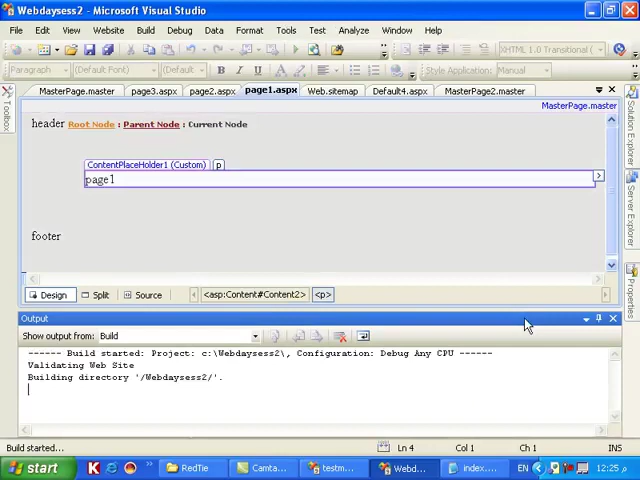 Webdaysess2 - Microsoft Visual Studio
File Edit View Website Build Debug Data Format Tools Test Analyze Window Help
XHTML 1.0 Transitional (
Paragraph (Default Font) (Default B I U A Style Application: Manual
MasterPage.master page3.aspx page2.aspx page1.aspx Web.sitemap Default4.aspx MasterPage2.master
MasterPage.master
header Root Node : Parent Node : Current Node
ContentPlaceHolder1 (Custom) p
page1
footer
Toolbox
Solution Explorer
Server Explorer
Properties
Design Split Source <asp:Content#Content2> <p>
Output
Show output from: Build
------ Build started: Project: c:\Webdaysess2\, Configuration: Debug Any CPU ------
Validating Web Site
Building directory '/Webdaysess2/'.
Build started... Ln 4 Col 1 Ch 1 INS
start K RedTie Camta... testm... Webd... index.... EN 12:25 ق